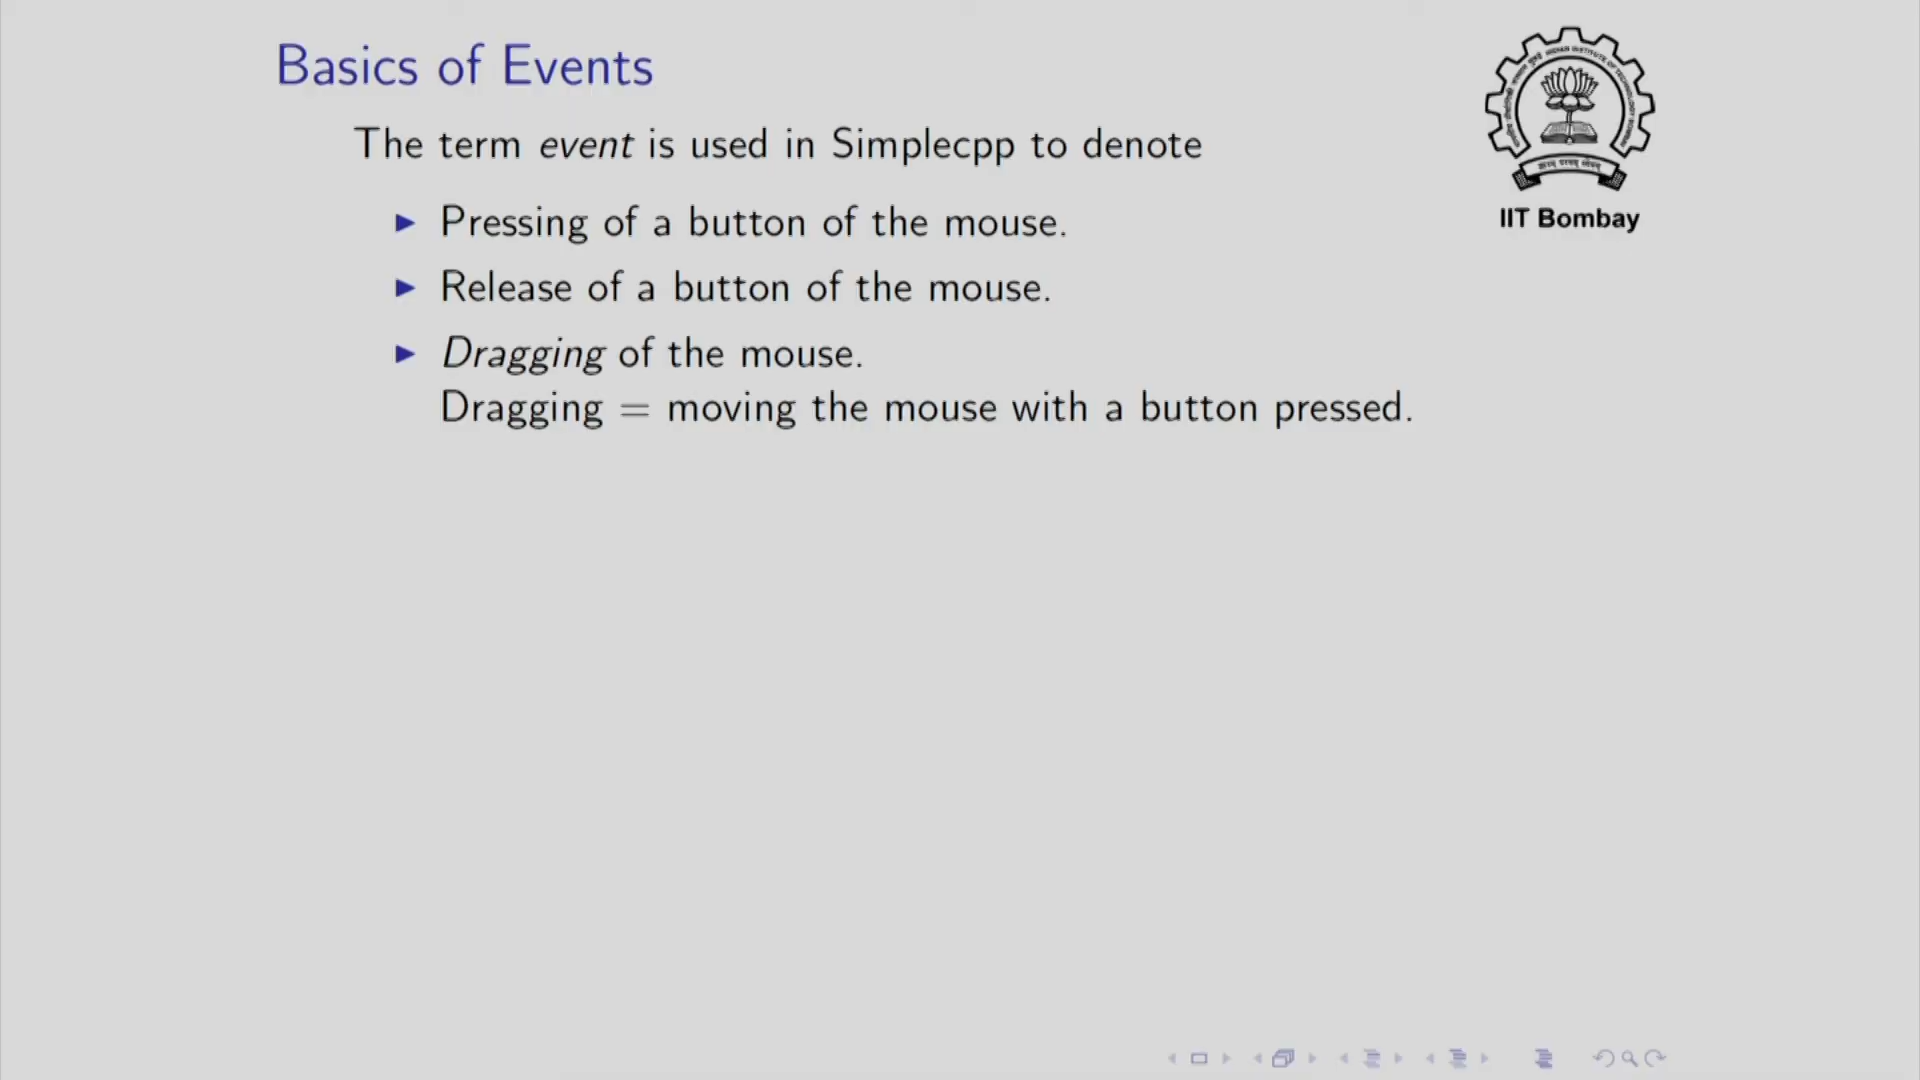 Basics of Events
The term event is used in Simplecpp to denote
Pressing of a button of the mouse.
Release of a button of the mouse.
Dragging of the mouse.
Dragging = moving the mouse with a button pressed.
IIT Bombay